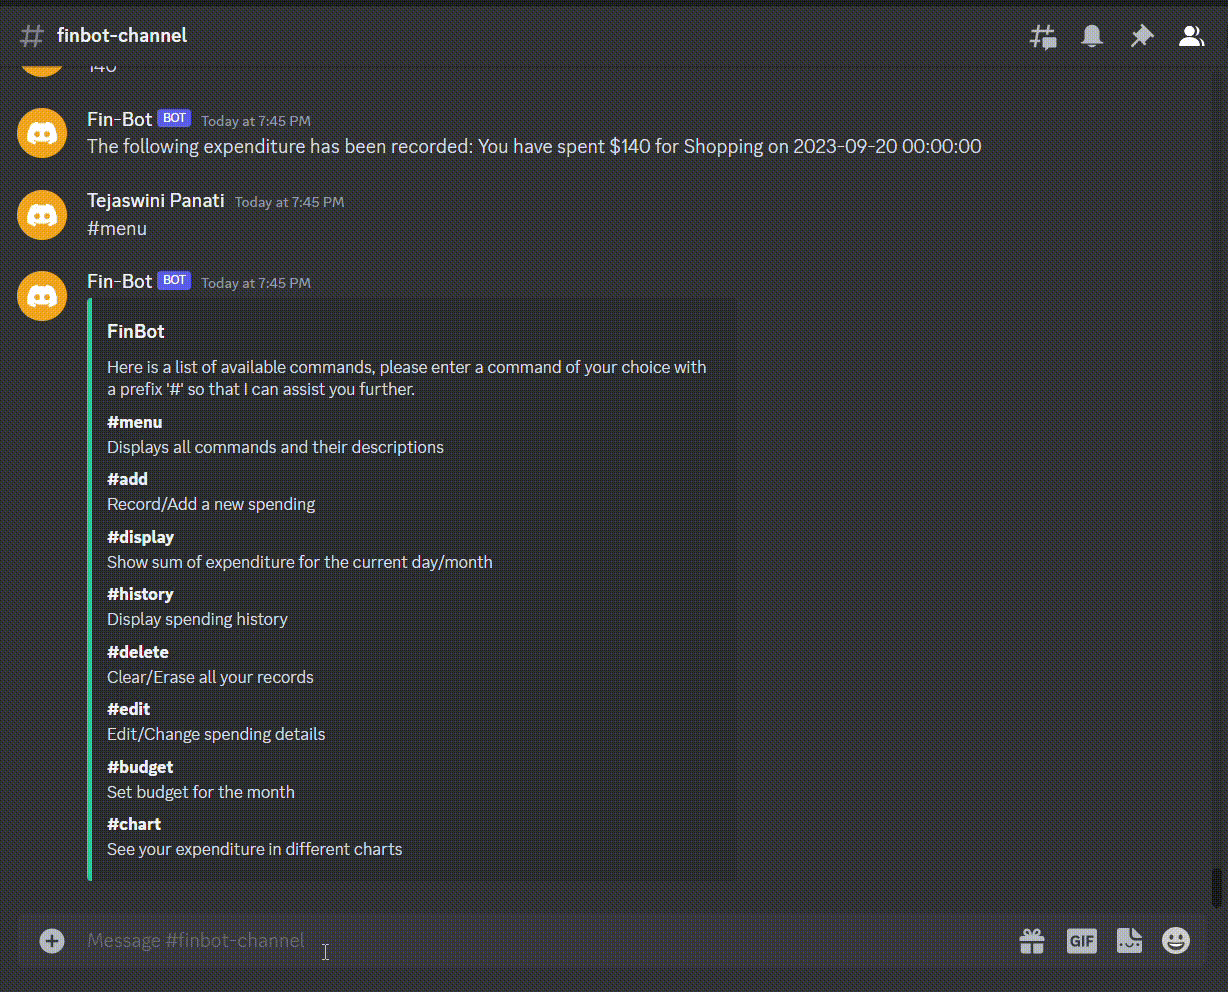 finbot-channel
140
Fin-Bot BOT Today at 7:45 PM
The following expenditure has been recorded: You have spent $140 for Shopping on 2023-09-20 00:00:00
Tejaswini Panati Today at 7:45 PM
#menu
Fin-Bot BOT Today at 7:45 PM
FinBot
Here is a list of available commands, please enter a command of your choice with
a prefix '#' so that I can assist you further.
#menu
Displays all commands and their descriptions
#add
Record/Add a new spending
#display
Show sum of expenditure for the current day/month
#history
Display spending history
#delete
Clear/Erase all your records
#edit
Edit/Change spending details
#budget
Set budget for the month
#chart
See your expenditure in different charts
Message #finbot-channel
GIF